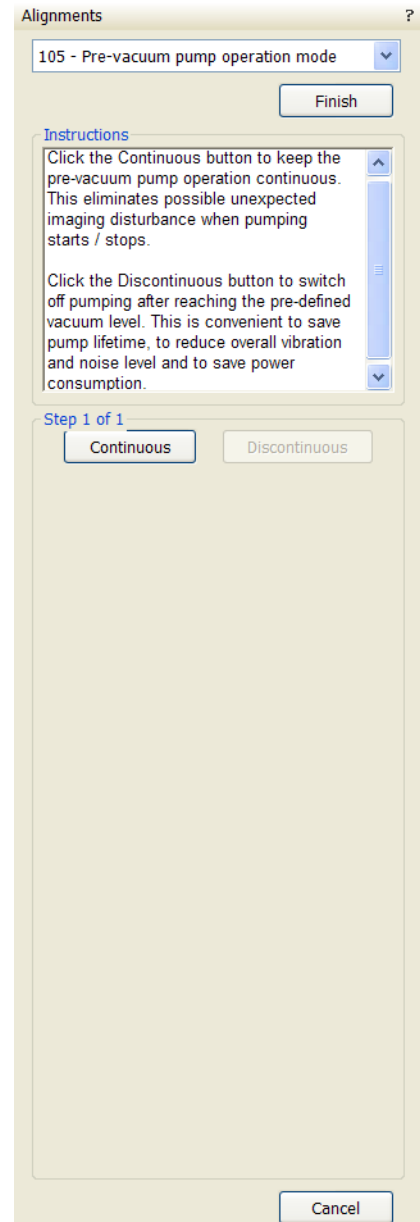 Alignments ?
105 - Pre-vacuum pump operation mode
Finish
Instructions
Click the Continuous button to keep the
pre-vacuum pump operation continuous.
This eliminates possible unexpected
imaging disturbance when pumping
starts / stops.
Click the Discontinuous button to switch
off pumping after reaching the pre-defined
vacuum level. This is convenient to save
pump lifetime, to reduce overall vibration
and noise level and to save power
consumption.
Step 1 of 1
Continuous Discontinuous
Cancel